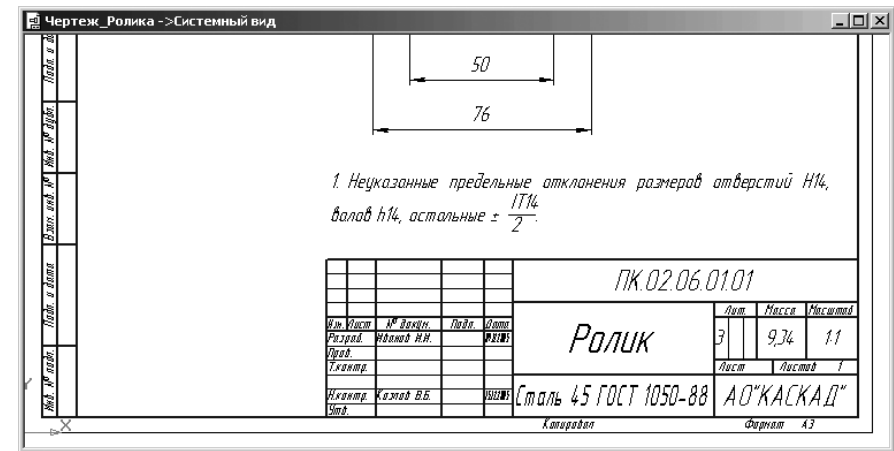 Чертеж_Ролика ->Системный вид
50
76
1. Неуказанные предельные отклонения размеров отверстий H14,
валов h14, остальные ± IT14
2.
ПК.02.06.01.01
Лит. Масса Масштаб
Изм. Лист № докум. Подп. Дата
Разраб. Иванов И.И.
Ролик
З 9,34 1:1
Пров.
Т.контр.
Лист Листов 1
Н.контр. Козлов В.Б.
Сталь 45 ГОСТ 1050-88
АО"КАСКАД"
Утв.
Копировал Формат А3
Подп. и дата
Инв. № дубл.
Взам. инв. №
Подп. и дата
Инв. № подл.
Y
X